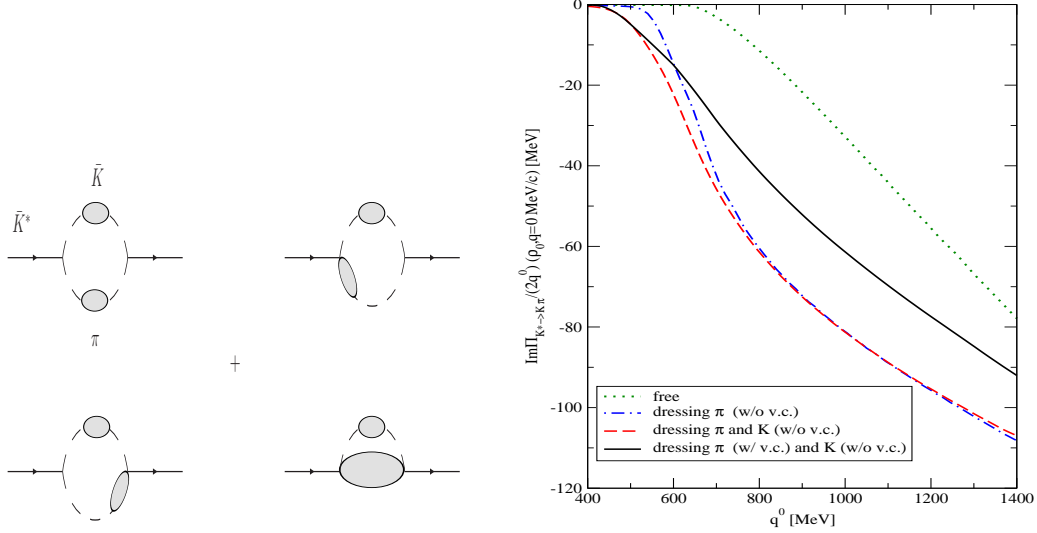 K̄
K̄*
π
+
ImΠ_{K*->Kπ}/(2q^0) (ρ_0,q=0 MeV/c) [MeV]
0
-20
-40
-60
-80
-100
-120
400
600
800
1000
1200
1400
q^0 [MeV]
free
dressing π (w/o v.c.)
dressing π and K (w/o v.c.)
dressing π (w/ v.c.) and K (w/o v.c.)